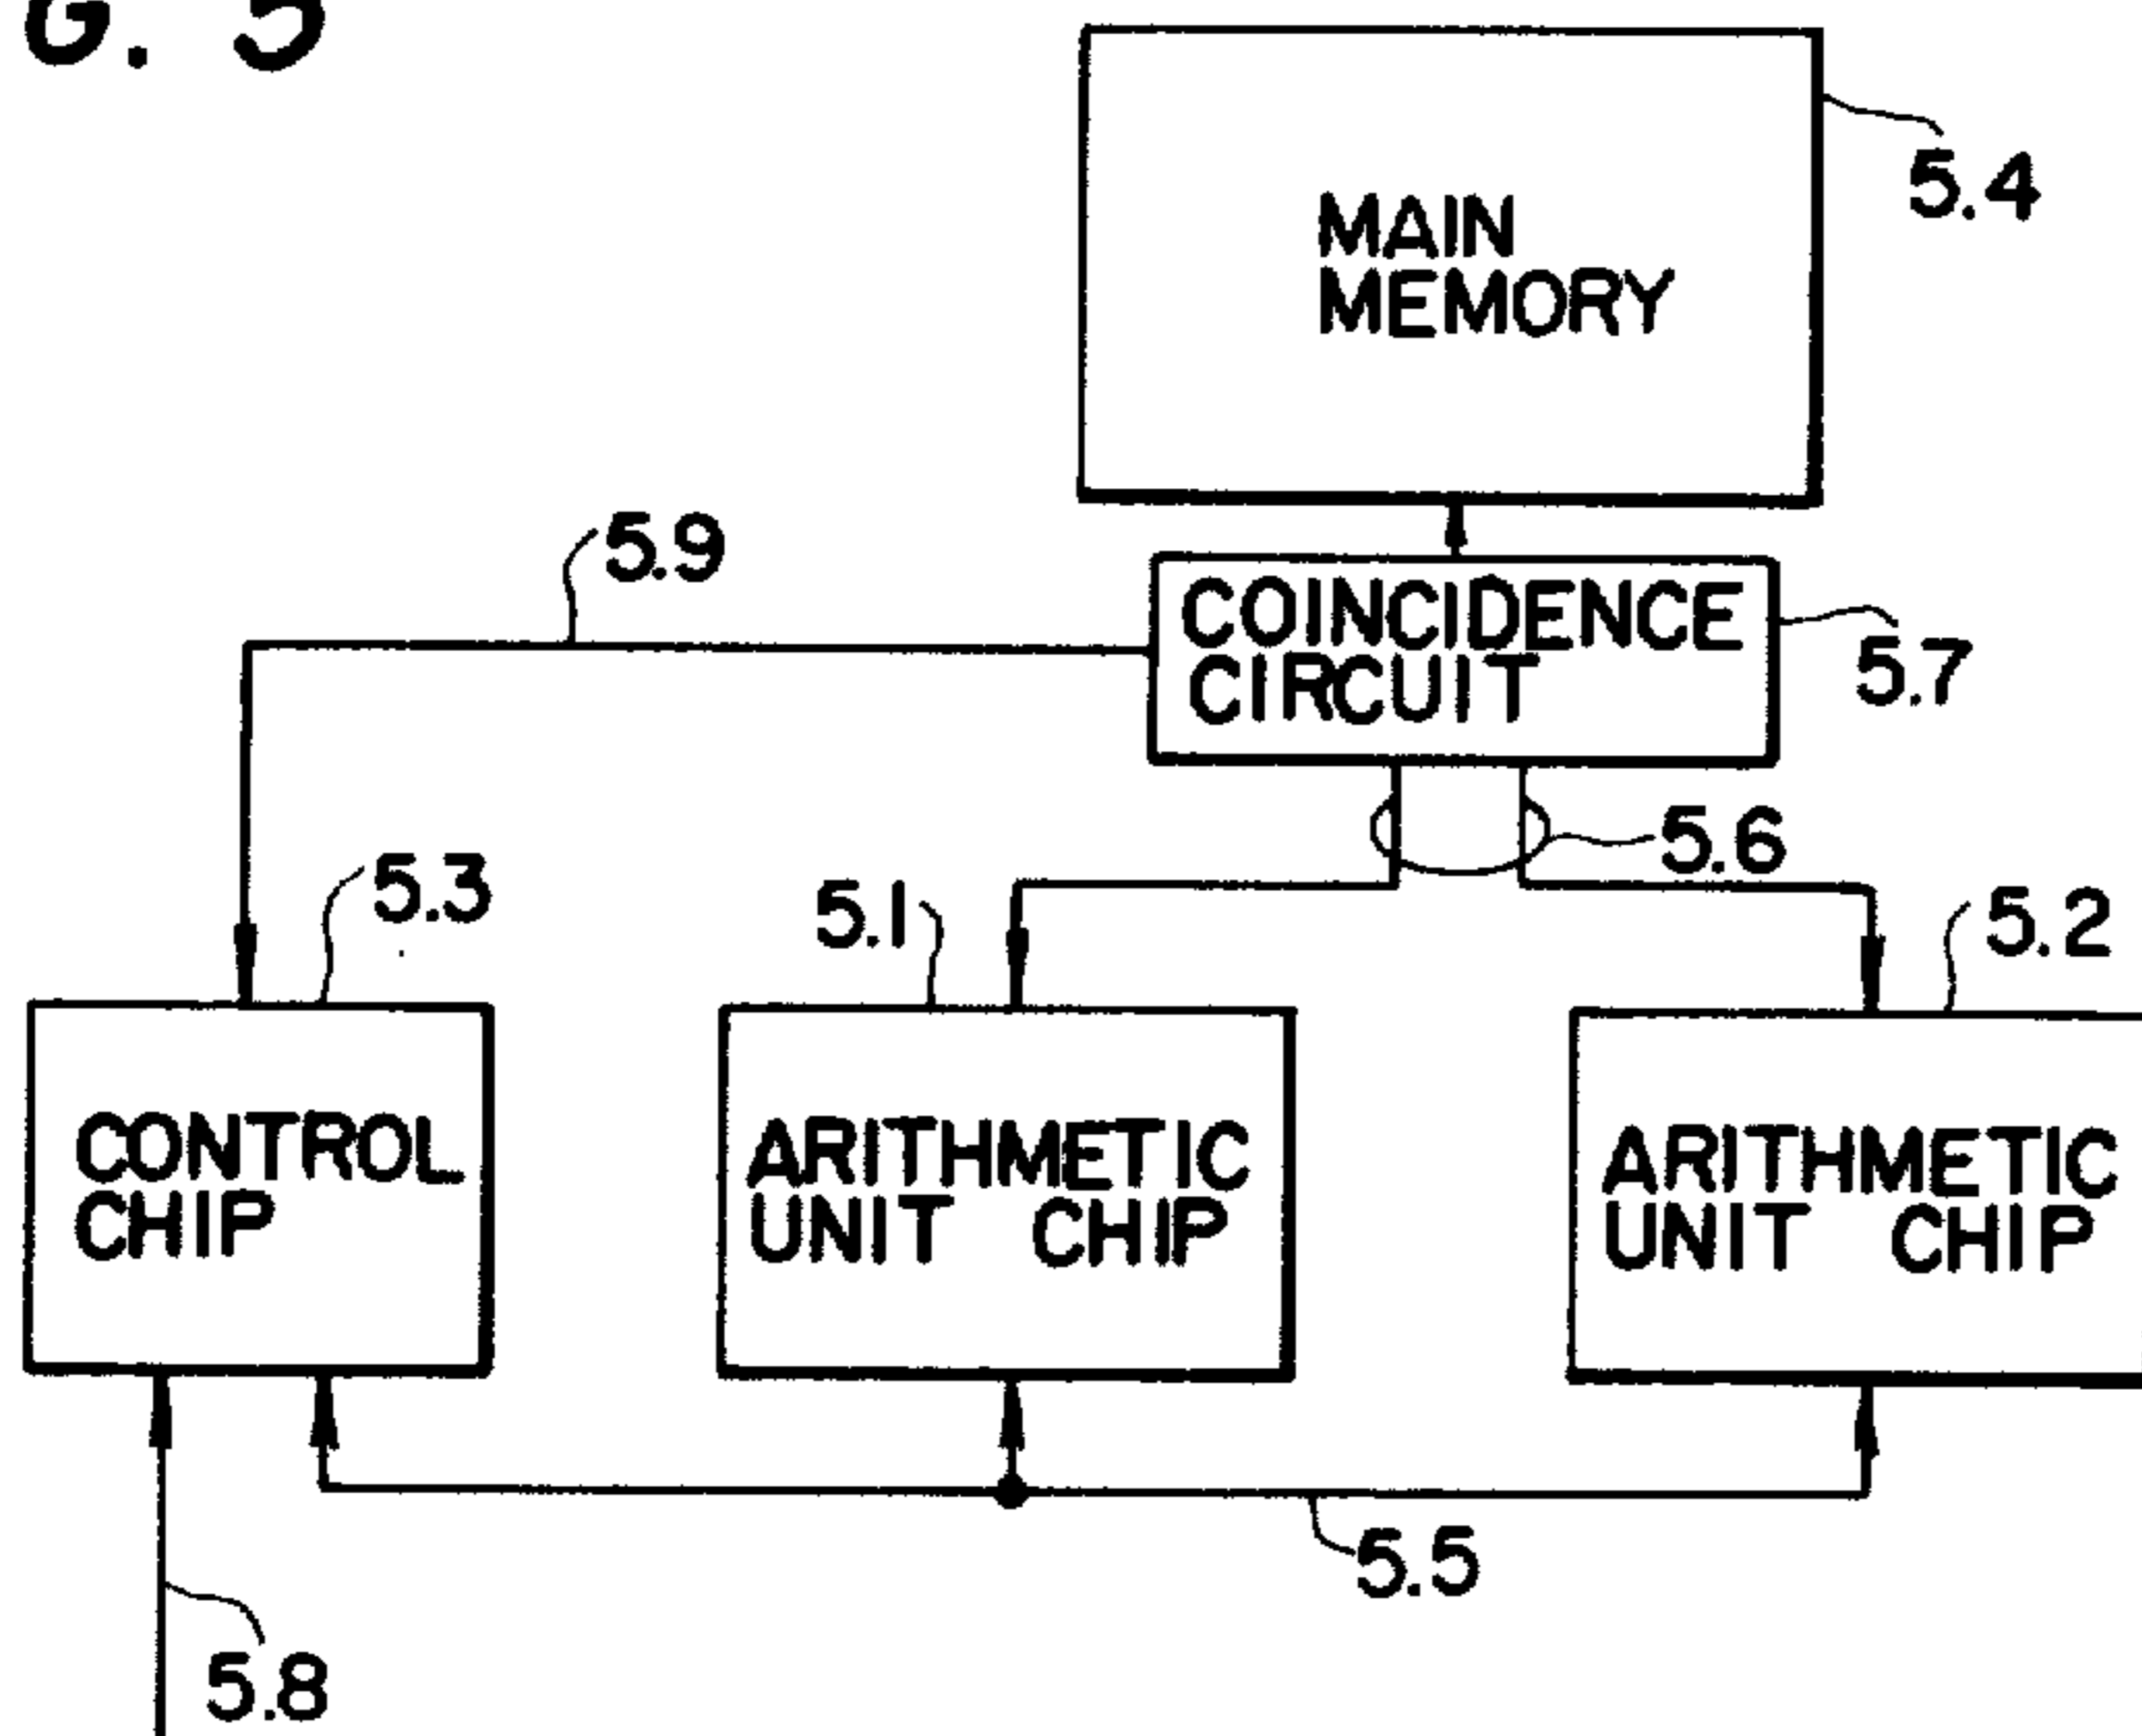 G. 5
MAIN
MEMORY
5.4
5.9
COINCIDENCE
CIRCUIT
5.7
5.6
5.3
5.1
5.2
CONTROL
CHIP
ARITHMETIC
UNIT CHIP
ARITHMETIC
UNIT CHIP
5.5
5.8